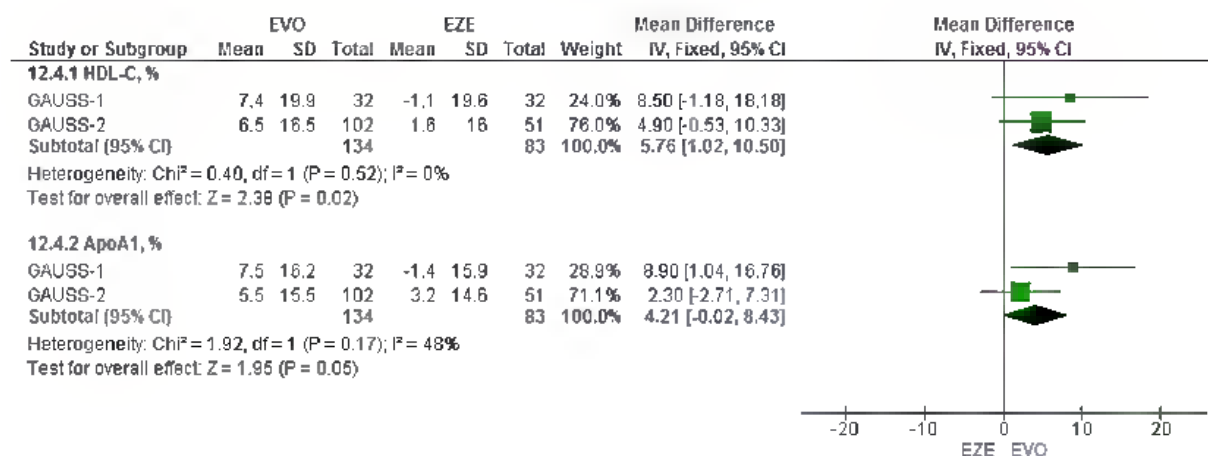 EVO EZE Mean Difference Mean Difference
Study or Subgroup Mean SD Total Mean SD Total Weight IV, Fixed, 95% CI IV, Fixed, 95% CI
12.4.1 HDL-C, %
GAUSS-1 7.4 19.9 32 -1.1 19.6 32 24.0% 8.50 [-1.18, 18.18]
GAUSS-2 6.5 16.5 102 1.6 16 51 76.0% 4.90 [-0.53, 10.33]
Subtotal (95% CI) 134 83 100.0% 5.76 [1.02, 10.50]
Heterogeneity: Chi² = 0.40, df = 1 (P = 0.52); I² = 0%
Test for overall effect: Z = 2.38 (P = 0.02)
12.4.2 ApoA1, %
GAUSS-1 7.5 16.2 32 -1.4 15.9 32 28.9% 8.90 [1.04, 16.76]
GAUSS-2 5.5 15.5 102 3.2 14.6 51 71.1% 2.30 [-2.71, 7.31]
Subtotal (95% CI) 134 83 100.0% 4.21 [-0.02, 8.43]
Heterogeneity: Chi² = 1.92, df = 1 (P = 0.17); I² = 48%
Test for overall effect: Z = 1.95 (P = 0.05)
-20 -10 0 10 20
EZE EVO